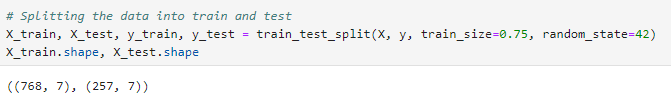 # Splitting the data into train and test
X_train, X_test, y_train, y_test = train_test_split(X, y, train_size=0.75, random_state=42)
X_train.shape, X_test.shape
((768, 7), (257, 7))